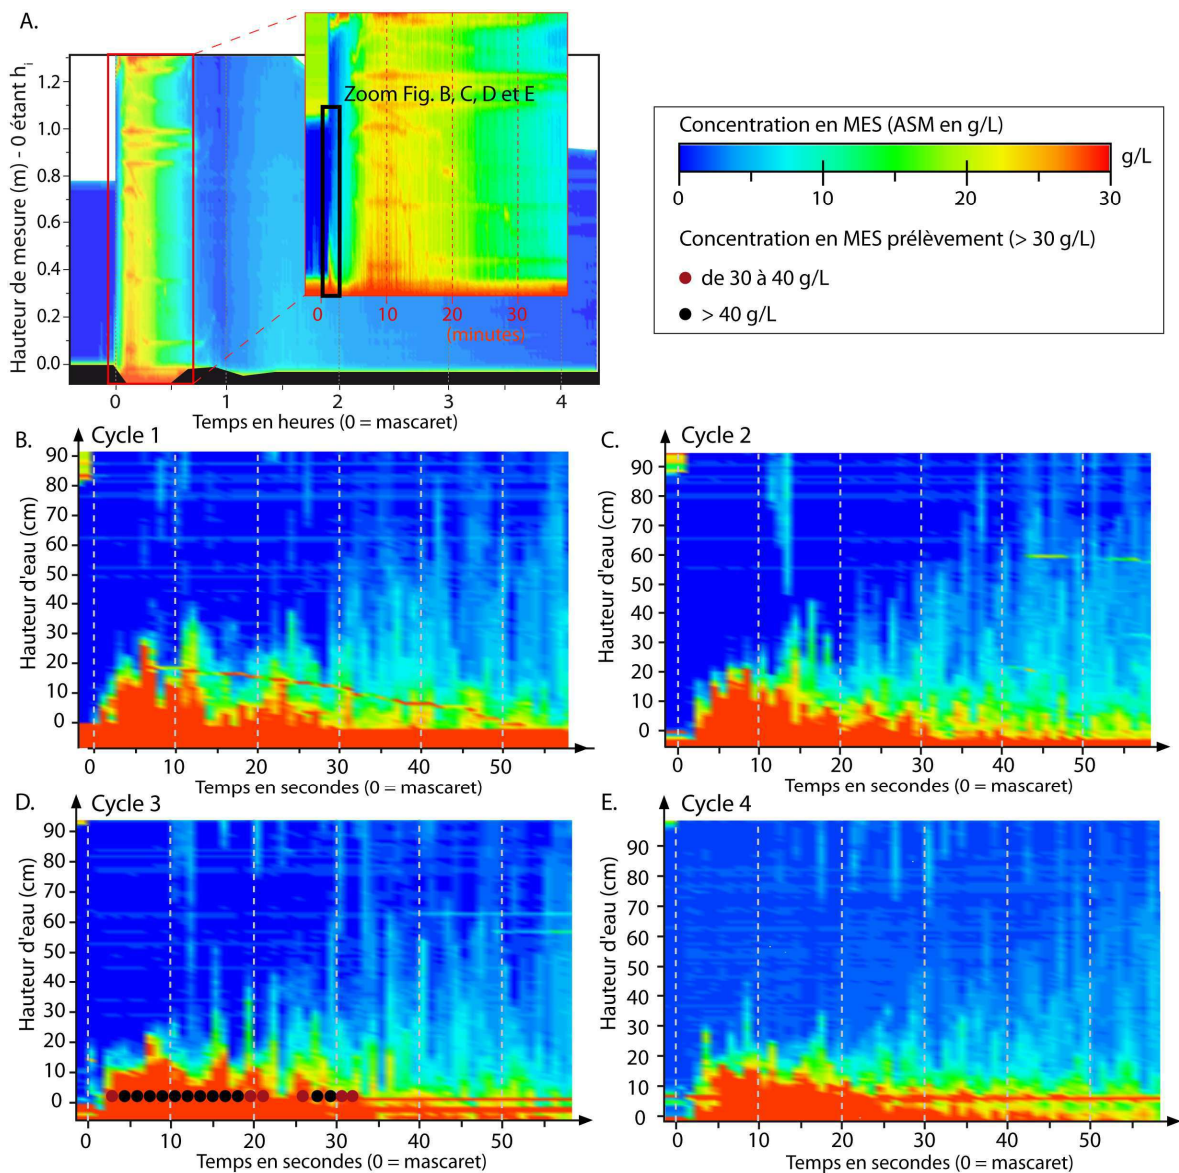 A.
Hauteur de mesure (m) - 0 étant hi
1.2
1.0
0.8
0.6
0.4
0.2
0.0
0 1 2 3 4
Temps en heures (0 = mascaret)
Zoom Fig. B, C, D et E
0 10 20 30
(minutes)
Concentration en MES (ASM en g/L)
g/L
0 10 20 30
Concentration en MES prélèvement (> 30 g/L)
de 30 à 40 g/L
> 40 g/L
B. Cycle 1
Hauteur d'eau (cm)
90
80
70
60
50
40
30
20
10
0
0 10 20 30 40 50
Temps en secondes (0 = mascaret)
C. Cycle 2
Hauteur d'eau (cm)
90
80
70
60
50
40
30
20
10
0
0 10 20 30 40 50
Temps en secondes (0 = mascaret)
D. Cycle 3
Hauteur d'eau (cm)
90
80
70
60
50
40
30
20
10
0
0 10 20 30 40 50
Temps en secondes (0 = mascaret)
E. Cycle 4
Hauteur d'eau (cm)
90
80
70
60
50
40
30
20
10
0
0 10 20 30 40 50
Temps en secondes (0 = mascaret)